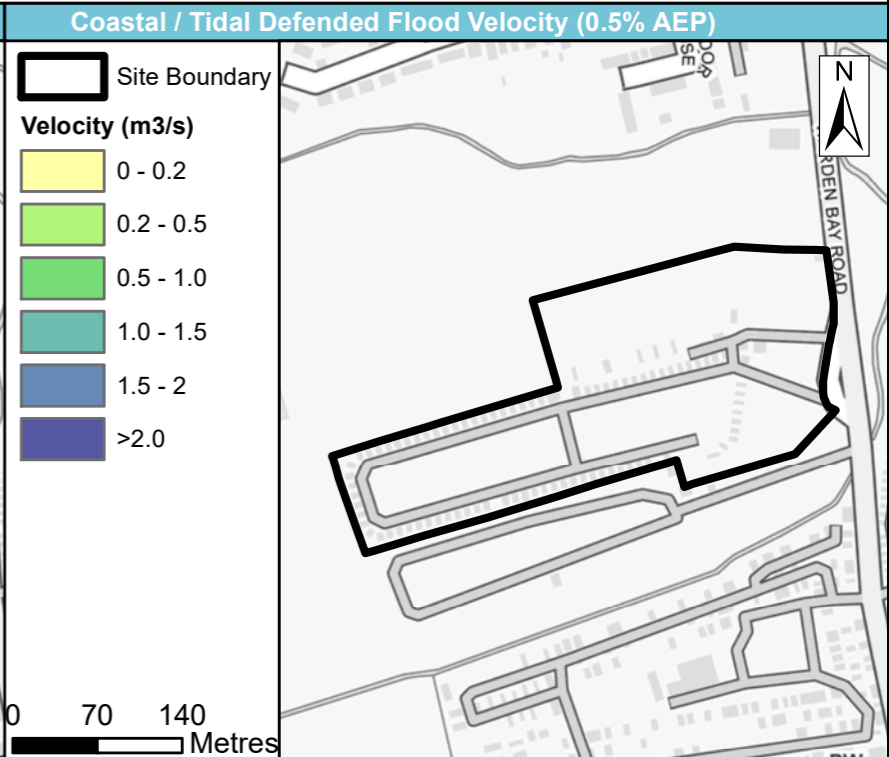 Coastal / Tidal Defended Flood Velocity (0.5% AEP)
Site Boundary
Velocity (m3/s)
0 - 0.2
0.2 - 0.5
0.5 - 1.0
1.0 - 1.5
1.5 - 2
>2.0
0 70 140
Metres
N
RDEN BAY ROAD